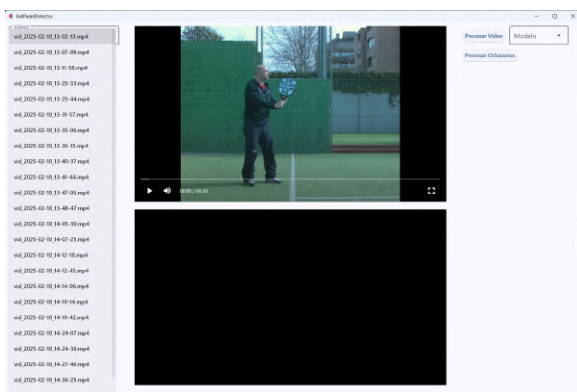 BallPadelDetector
Videos
vid_2025-02-10_13-02-13.mp4
vid_2025-02-10_13-07-09.mp4
vid_2025-02-10_13-11-58.mp4
vid_2025-02-10_13-25-33.mp4
vid_2025-02-10_13-25-44.mp4
vid_2025-02-10_13-31-57.mp4
vid_2025-02-10_13-35-06.mp4
vid_2025-02-10_13-36-15.mp4
vid_2025-02-10_13-40-37.mp4
vid_2025-02-10_13-41-44.mp4
vid_2025-02-10_13-47-06.mp4
vid_2025-02-10_13-48-47.mp4
vid_2025-02-10_14-05-30.mp4
vid_2025-02-10_14-07-25.mp4
vid_2025-02-10_14-12-18.mp4
vid_2025-02-10_14-12-45.mp4
vid_2025-02-10_14-14-06.mp4
vid_2025-02-10_14-19-14.mp4
vid_2025-02-10_14-19-42.mp4
vid_2025-02-10_14-24-07.mp4
vid_2025-02-10_14-24-36.mp4
vid_2025-02-10_14-27-46.mp4
vid_2025-02-10_14-30-25.mp4
00:00 / 00:39
Procesar Video
Modelo
Procesar Oclusiones